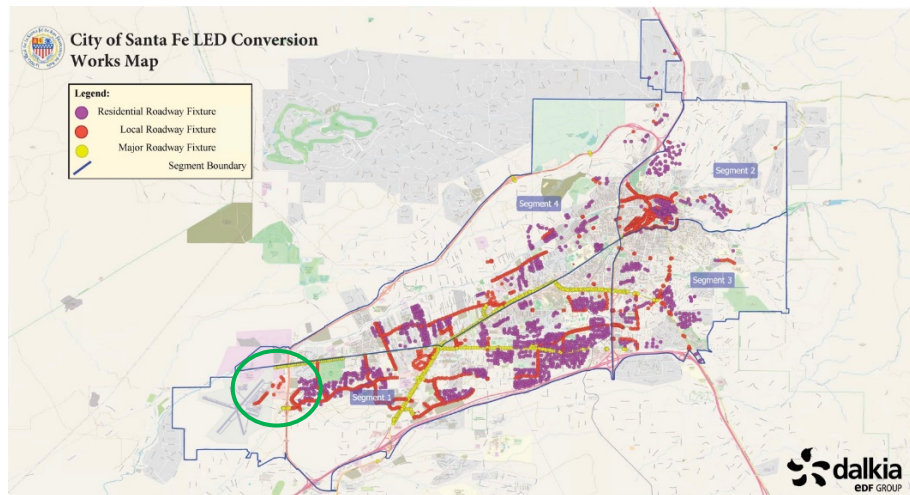 City of Santa Fe LED Conversion
Works Map
Legend:
Residential Roadway Fixture
Local Roadway Fixture
Major Roadway Fixture
Segment Boundary
Segment 2
Segment 4
Segment 3
Segment 1
dalkia
EDF GROUP